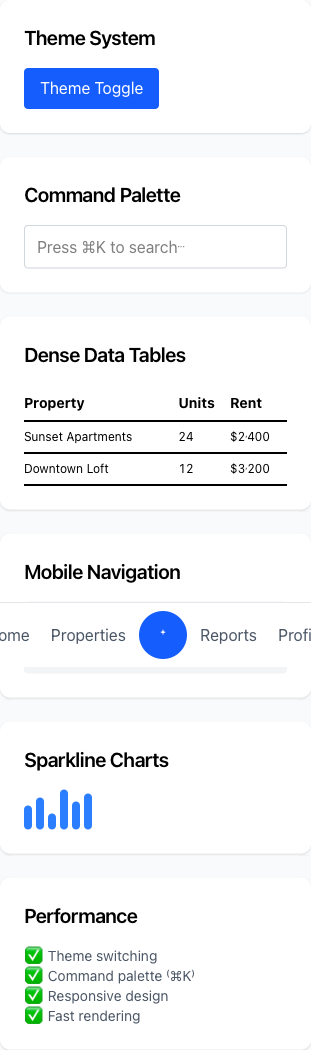 Theme System
Theme Toggle
Command Palette
Press ⌘K to search...
Dense Data Tables
Property Units Rent
Sunset Apartments 24 $2,400
Downtown Loft 12 $3,200
Mobile Navigation
ome Properties + Reports Profi
Sparkline Charts
Performance
✅ Theme switching
✅ Command palette (⌘K)
✅ Responsive design
✅ Fast rendering